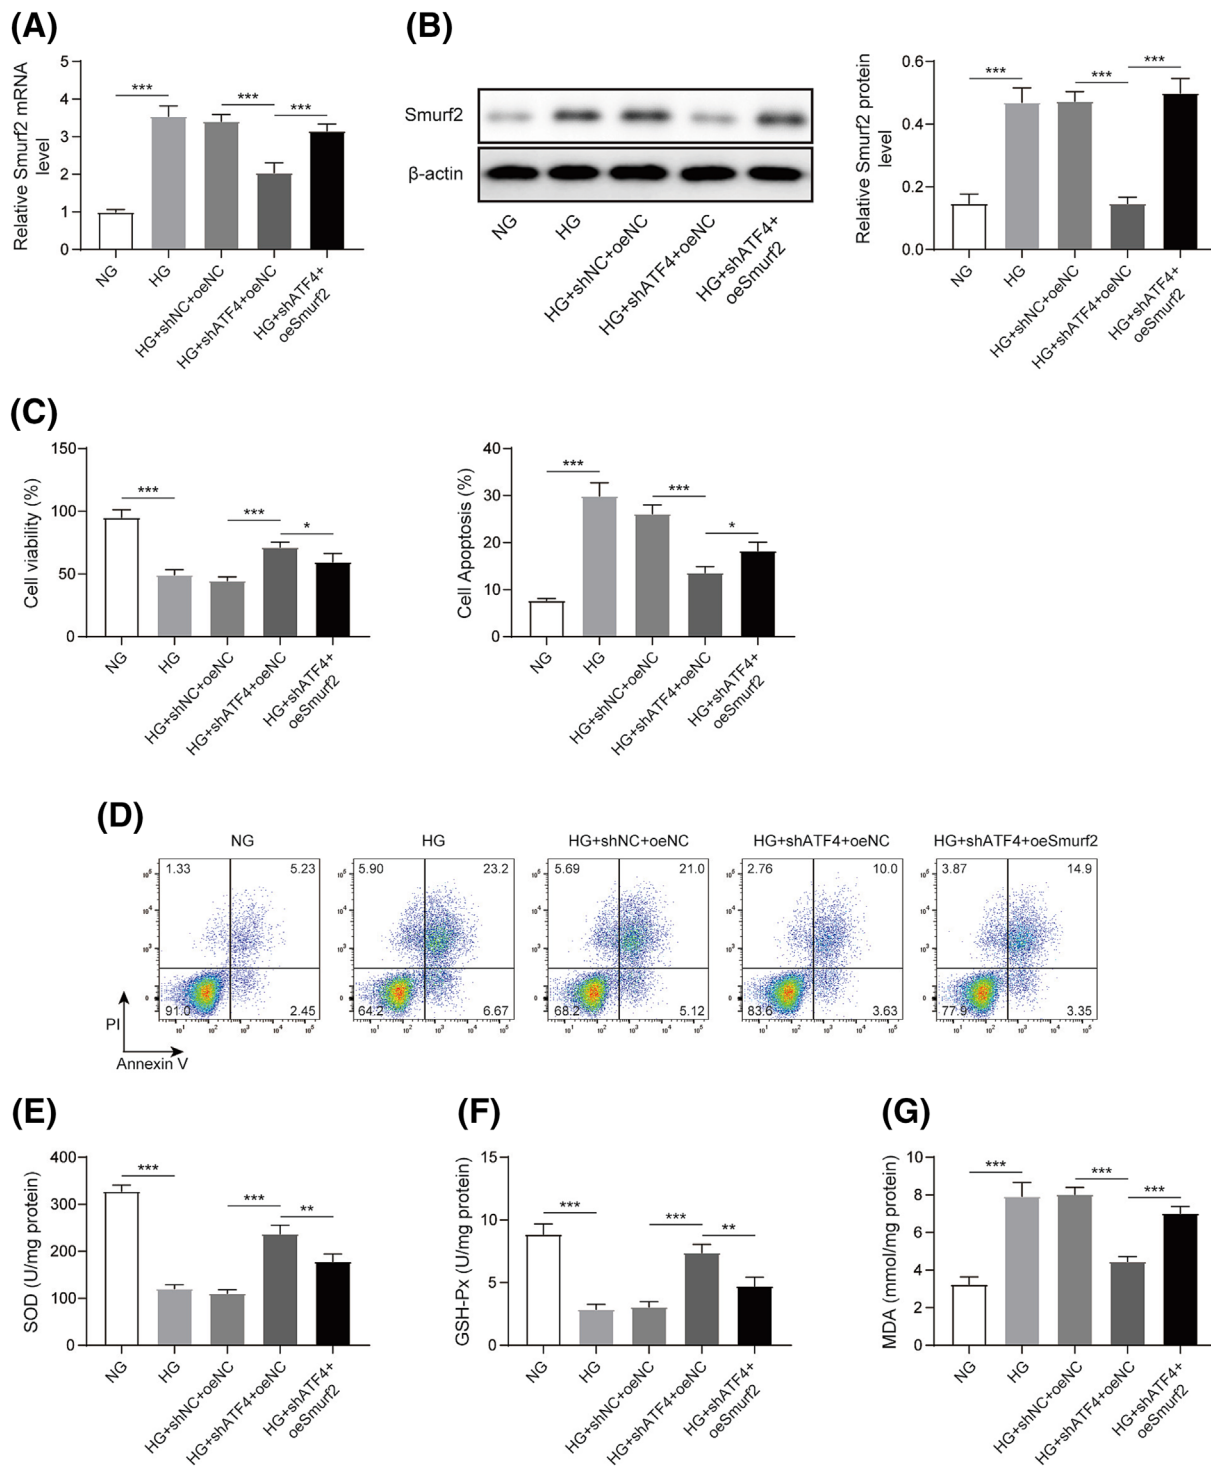 (A)
Relative Smurf2 mRNA
level
5
4
3
2
1
0
***
***
***
NG
HG
HG+shNC+oeNC
HG+shATF4+oeNC
HG+shATF4+
oeSmurf2
(B)
Smurf2
β-actin
NG
HG
HG+shNC+oeNC
HG+shATF4+oeNC
HG+shATF4+
oeSmurf2
Relative Smurf2 protein
level
0.6
0.4
0.2
0.0
***
***
***
NG
HG
HG+shNC+oeNC
HG+shATF4+oeNC
HG+shATF4+
oeSmurf2
(C)
Cell viability (%)
150
100
50
0
***
***
*
NG
HG
HG+shNC+oeNC
HG+shATF4+oeNC
HG+shATF4+
oeSmurf2
Cell Apoptosis (%)
40
30
20
10
0
***
***
*
NG
HG
HG+shNC+oeNC
HG+shATF4+oeNC
HG+shATF4+
oeSmurf2
(D)
NG
1.33 5.23
91.0 2.45
HG
5.90 23.2
64.2 6.67
HG+shNC+oeNC
5.69 21.0
68.2 5.12
HG+shATF4+oeNC
2.76 10.0
83.6 3.63
HG+shATF4+oeSmurf2
3.87 14.9
77.9 3.35
PI
Annexin V
(E)
SOD (U/mg protein)
400
300
200
100
0
***
***
**
NG
HG
HG+shNC+oeNC
HG+shATF4+oeNC
HG+shATF4+
oeSmurf2
(F)
GSH-Px (U/mg protein)
15
10
5
0
***
***
**
NG
HG
HG+shNC+oeNC
HG+shATF4+oeNC
HG+shATF4+
oeSmurf2
(G)
MDA (mmol/mg protein)
10
8
6
4
2
0
***
***
***
NG
HG
HG+shNC+oeNC
HG+shATF4+oeNC
HG+shATF4+
oeSmurf2